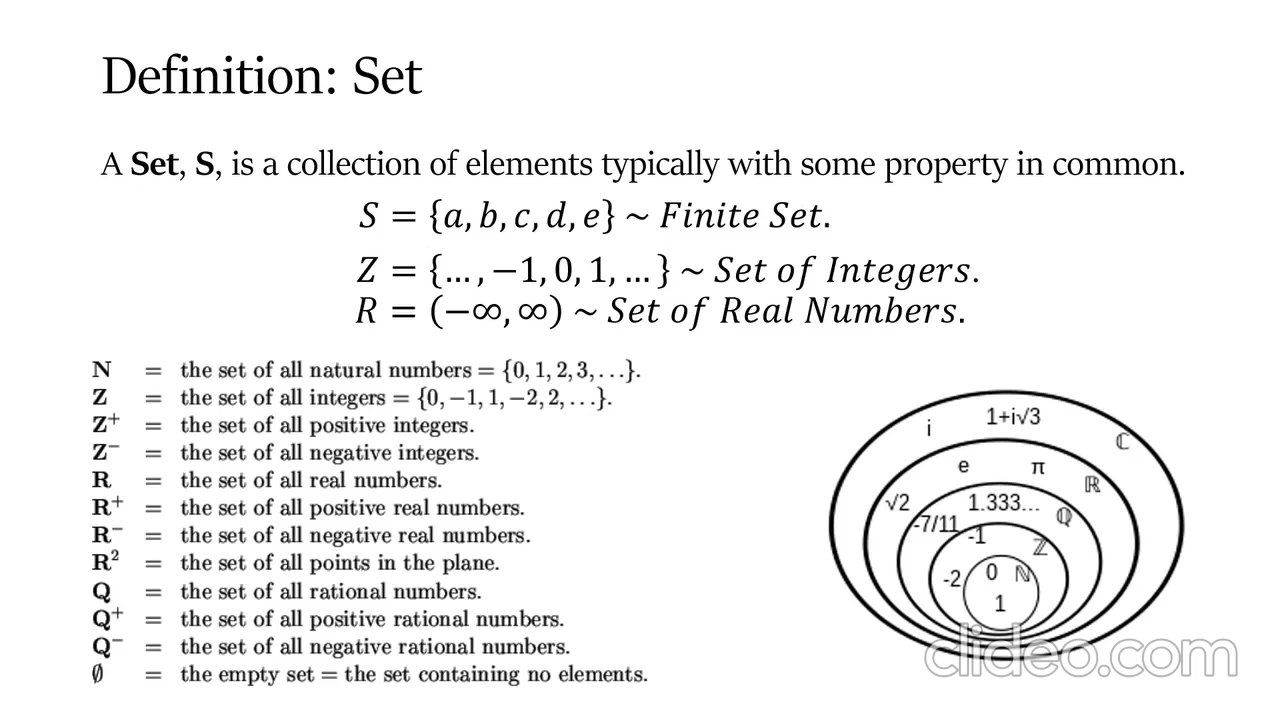 Definition: Set
A Set, S, is a collection of elements typically with some property in common.
S = {a, b, c, d, e} ~ Finite Set.
Z = {… , −1, 0, 1, … } ~ Set of Integers.
R = (−∞, ∞) ~ Set of Real Numbers.
N = the set of all natural numbers = {0, 1, 2, 3, . . .}.
Z = the set of all integers = {0, −1, 1, −2, 2, . . .}.
Z⁺ = the set of all positive integers.
Z⁻ = the set of all negative integers.
R = the set of all real numbers.
R⁺ = the set of all positive real numbers.
R⁻ = the set of all negative real numbers.
R² = the set of all points in the plane.
Q = the set of all rational numbers.
Q⁺ = the set of all positive rational numbers.
Q⁻ = the set of all negative rational numbers.
∅ = the empty set = the set containing no elements.
i 1+i√3 ℂ
e π ℝ
√2 1.333... ℚ
-7/11 -1 ℤ
-2 0 ℕ
1
clideo.com